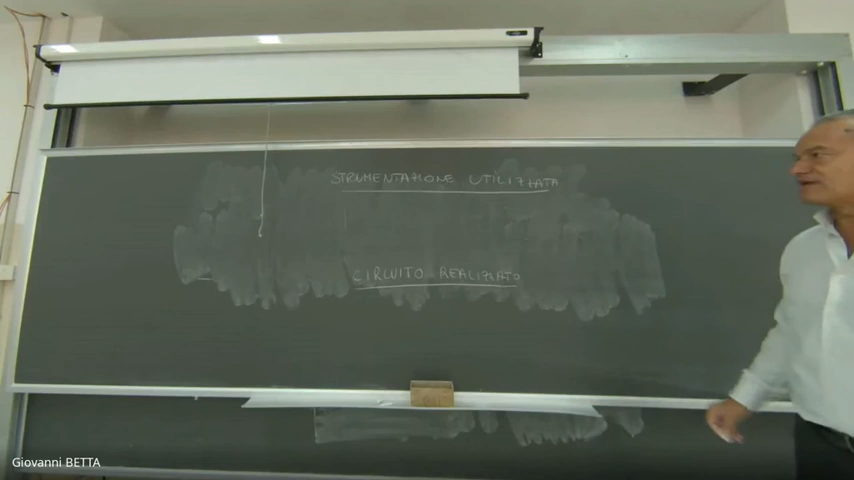 STRUMENTAZIONE UTILIZZATA
CIRCUITO REALIZZATO
Giovanni BETTA